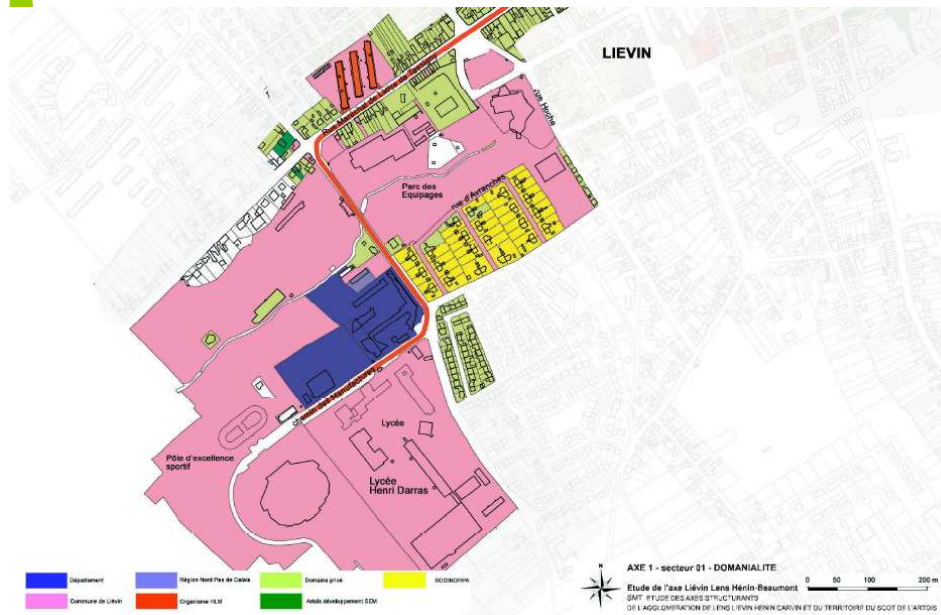 LIEVIN
Rue Maréchal de Lattre de Tassigny
rue Hoche
Parc des
Equipages
rue d'Avranches
des Manufactures
Lycée
Pôle d'excellence
sportif
Lycée
Henri Darras
Département
Région Nord Pas de Calais
Domaine privé
Commune de Liévin
Organisme HLM
Artois développement SEM
N
AXE 1 - secteur 01 - DOMANIALITE
Etude de l'axe Liévin Lens Hénin-Beaumont
0 50 100 200 m
SMT ETUDE DES AXES STRUCTURANTS
DE L'AGGLOMERATION DE LENS LIEVIN HENIN CARVIN ET DU TERRITOIRE DU SCOT DE L'ARTOIS